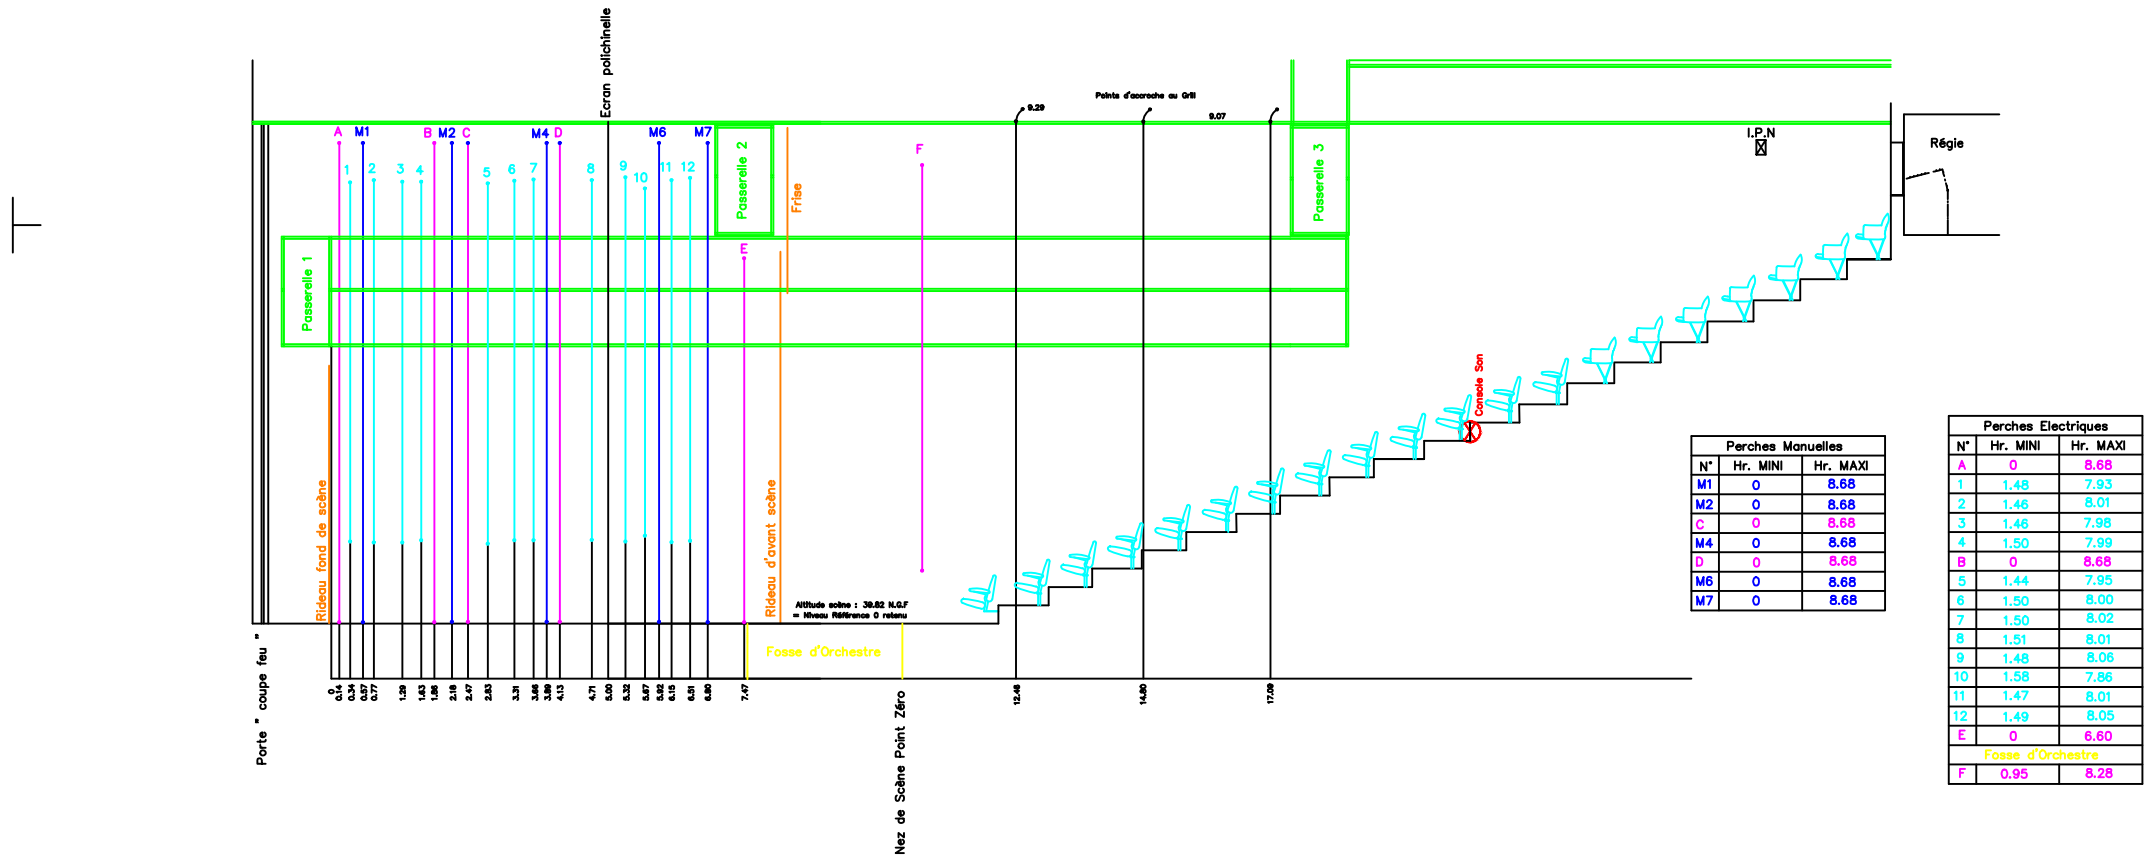 Ecran polichinelle
Points d'accroche au Grill
9.29
9.07
A
M1
B
M2
C
M4
D
M6
M7
1
2
3
4
5
6
7
8
9
10
11
12
E
F
Passerelle 1
Passerelle 2
Passerelle 3
Frise
I.P.N
Régie
Console Son
Rideau fond de scène
Rideau d'avant scène
Altitude scène : 39.82 N.G.F
= Niveau Référence 0 retenu
Fosse d'Orchestre
Porte " coupe feu "
Nez de Scène Point Zéro
0
0.14
0.34
0.57
0.77
1.29
1.63
1.86
2.18
2.47
2.83
3.31
3.66
3.89
4.13
4.71
5.00
5.32
5.67
5.92
6.15
6.51
6.80
7.47
12.48
14.80
17.09
Perches Manuelles
N° Hr. MINI Hr. MAXI
M1 0 8.68
M2 0 8.68
C 0 8.68
M4 0 8.68
D 0 8.68
M6 0 8.68
M7 0 8.68
Perches Electriques
N° Hr. MINI Hr. MAXI
A 0 8.68
1 1.48 7.93
2 1.46 8.01
3 1.46 7.98
4 1.50 7.99
B 0 8.68
5 1.44 7.95
6 1.50 8.00
7 1.50 8.02
8 1.51 8.01
9 1.48 8.06
10 1.58 7.86
11 1.47 8.01
12 1.49 8.05
E 0 6.60
Fosse d'Orchestre
F 0.95 8.28